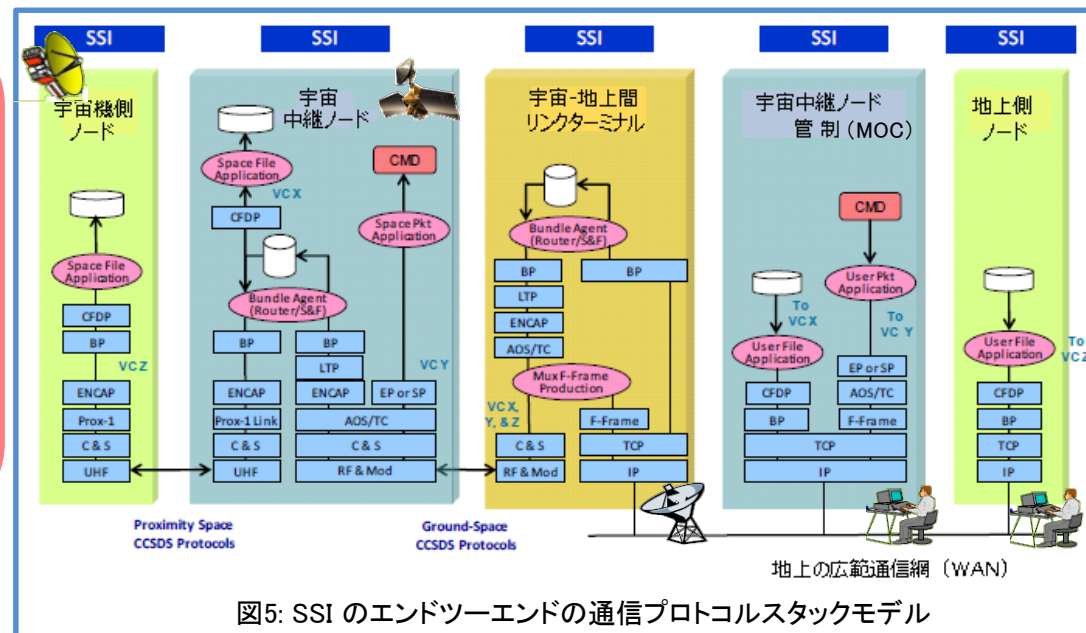 SSI
SSI
SSI
SSI
SSI
宇宙機側
ノード
Space File
Application
CFDP
BP
VCZ
ENCAP
Prox-1
C & S
UHF
宇宙
中継ノード
Space File
Application
VCX
CFDP
Bundle Agent
(Router/S&F)
BP
ENCAP
Prox-1 Link
C & S
UHF
BP
LTP
ENCAP
CMD
Space Pkt
Application
VCY
EP or SP
AOS/TC
C & S
RF & Mod
宇宙-地上間
リンクターミナル
Bundle Agent
(Router/S&F)
BP
LTP
ENCAP
AOS/TC
BP
Mux F-Frame
Production
VCX,
Y, & Z
C & S
RF & Mod
F-Frame
TCP
IP
宇宙中継ノード
管 制 (MOC)
CMD
User Pkt
Application
To
VCX
To
VC Y
User File
Application
CFDP
BP
EP or SP
AOS/TC
F-Frame
TCP
IP
地上側
ノード
User File
Application
To
VCZ
CFDP
BP
TCP
IP
Proximity Space
CCSDS Protocols
Ground-Space
CCSDS Protocols
地上の広範通信網 (WAN)
図5: SSI のエンドツーエンドの通信プロトコルスタックモデル